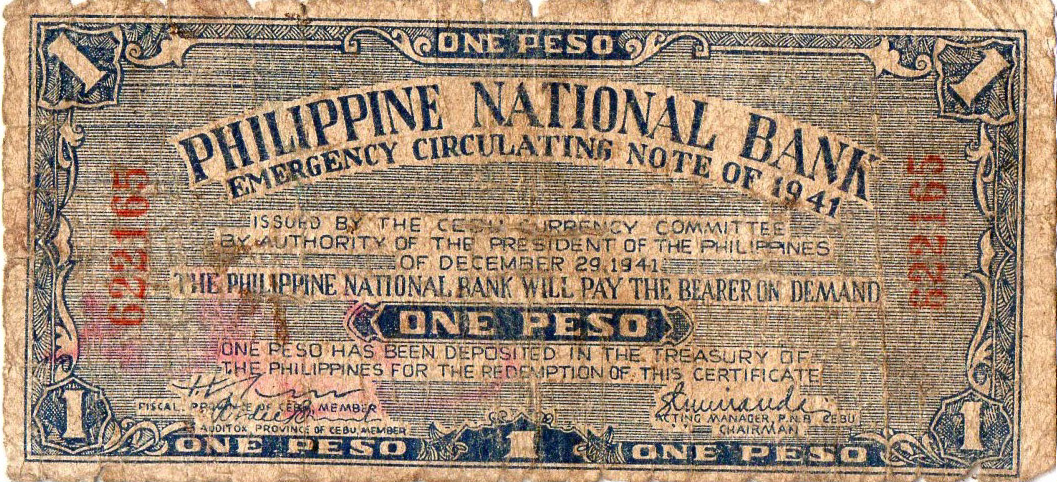 1 ONE PESO 1
PHILIPPINE NATIONAL BANK
EMERGENCY CIRCULATING NOTE OF 1941
622165
622165
ISSUED BY THE CEBU CURRENCY COMMITTEE
BY AUTHORITY OF THE PRESIDENT OF THE PHILIPPINES
OF DECEMBER 29, 1941
THE PHILIPPINE NATIONAL BANK WILL PAY THE BEARER ON DEMAND
ONE PESO
ONE PESO HAS BEEN DEPOSITED IN THE TREASURY OF
THE PHILIPPINES FOR THE REDEMPTION OF THIS CERTIFICATE
FISCAL, PROVINCE OF CEBU, MEMBER
AUDITOR, PROVINCE OF CEBU, MEMBER
ACTING MANAGER, P.N.B. CEBU
CHAIRMAN
1 ONE PESO 1 ONE PESO 1